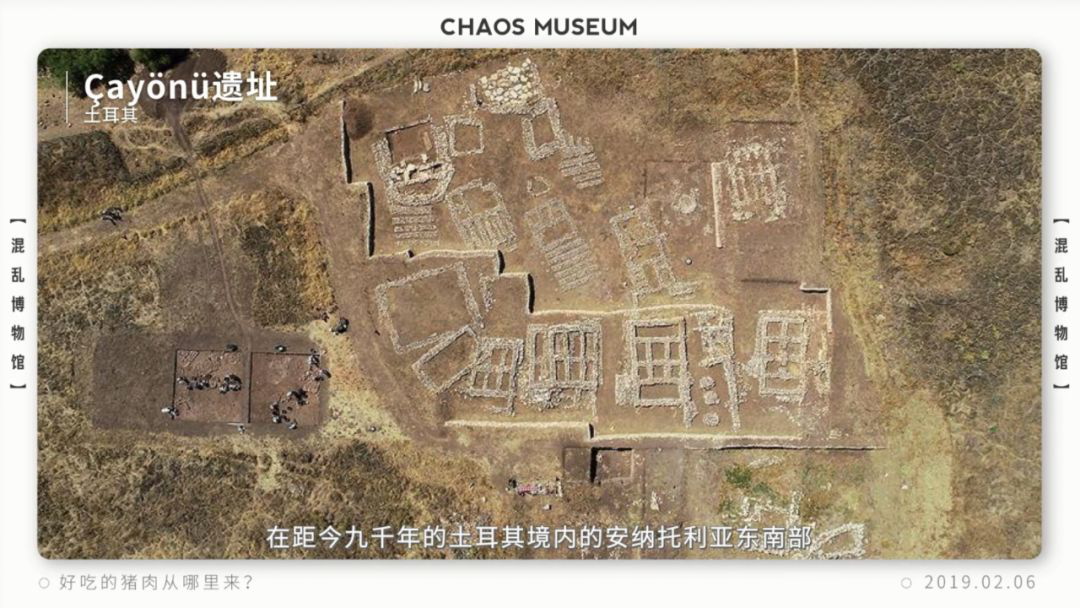 CHAOS MUSEUM
Çayönü遗址
土耳其
【混乱博物馆】
【混乱博物馆】
在距今九千年的土耳其境内的安纳托利亚东南部
好吃的猪肉从哪里来？
2019.02.06